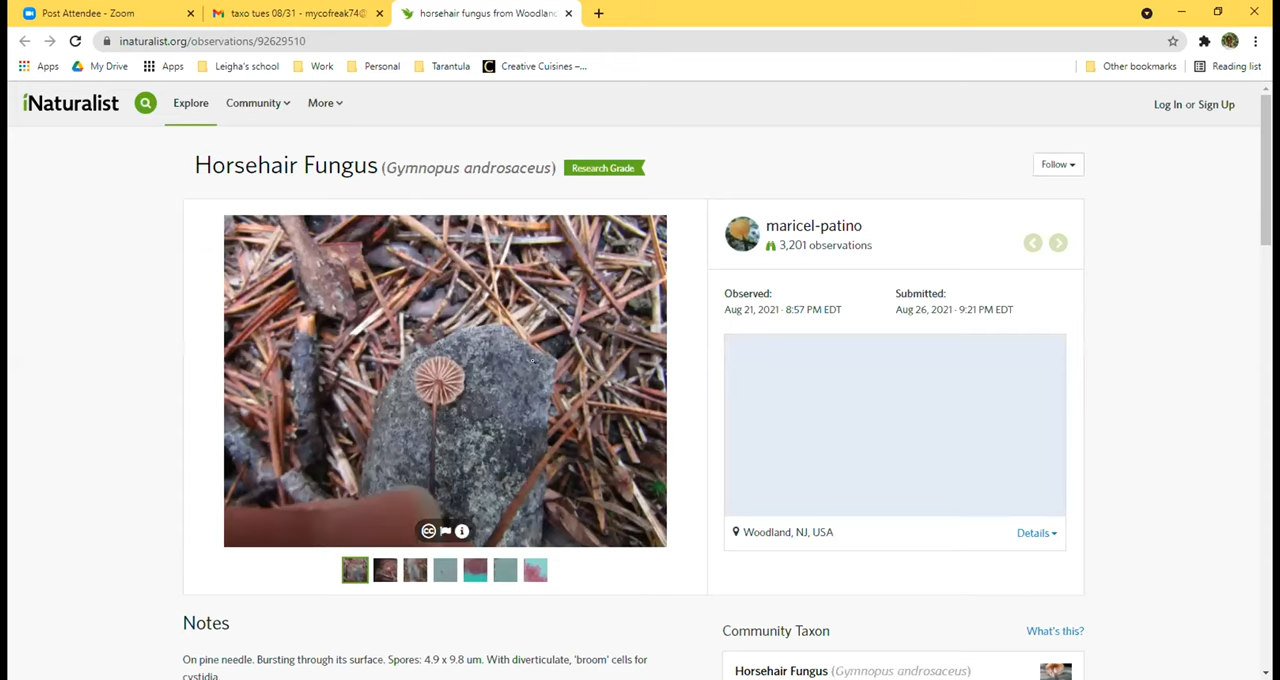 Post Attendee - Zoom
taxo tues 08/31 - mycofreak74@
horsehair fungus from Woodland
inaturalist.org/observations/92629510
Apps My Drive Apps Leigha's school Work Personal Tarantula Creative Cuisines –... Other bookmarks Reading list
iNaturalist Explore Community More Log In or Sign Up
Horsehair Fungus (Gymnopus androsaceus) Research Grade Follow
maricel-patino
3,201 observations
Observed: Submitted:
Aug 21, 2021 · 8:57 PM EDT Aug 26, 2021 · 9:21 PM EDT
cc i
Woodland, NJ, USA Details
Notes
On pine needle. Bursting through its surface. Spores: 4.9 x 9.8 um. With diverticulate, 'broom' cells for
cystidia.
Community Taxon What's this?
Horsehair Fungus (Gymnopus androsaceus)